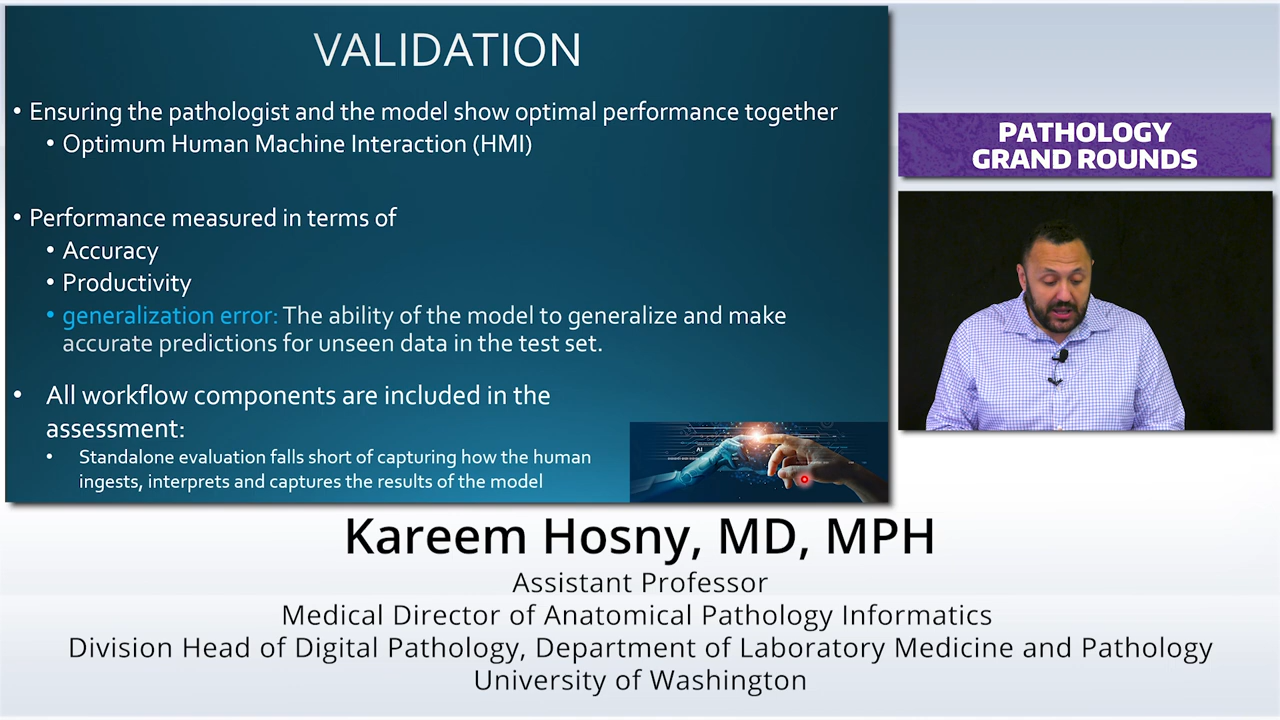 VALIDATION
• Ensuring the pathologist and the model show optimal performance together
• Optimum Human Machine Interaction (HMI)
• Performance measured in terms of
• Accuracy
• Productivity
• generalization error: The ability of the model to generalize and make
accurate predictions for unseen data in the test set.
• All workflow components are included in the
assessment:
• Standalone evaluation falls short of capturing how the human
ingests, interprets and captures the results of the model
AI
PATHOLOGY
GRAND ROUNDS
Kareem Hosny, MD, MPH
Assistant Professor
Medical Director of Anatomical Pathology Informatics
Division Head of Digital Pathology, Department of Laboratory Medicine and Pathology
University of Washington